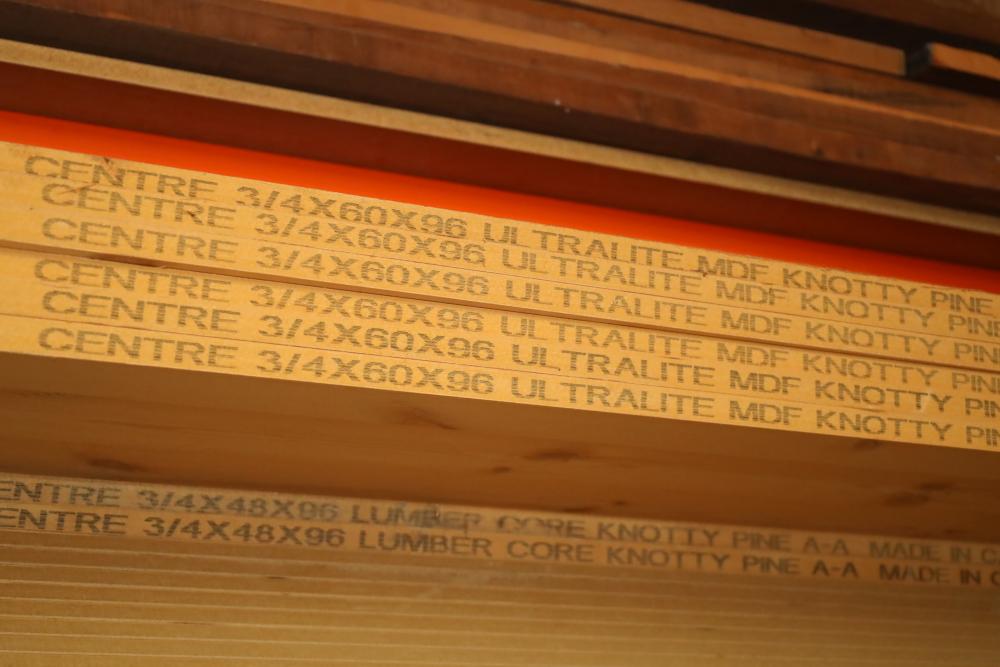 CENTRE 3/4X60X96 ULTRALITE MDF KNOTTY PINE
CENTRE 3/4X60X96 ULTRALITE MDF KNOTTY PINE
CENTRE 3/4X60X96 ULTRALITE MDF KNOTTY PIN
CENTRE 3/4X60X96 ULTRALITE MDF KNOTTY PIN
CENTRE 3/4X60X96 ULTRALITE MDF KNOTTY PIN
CENTRE 3/4X60X96 ULTRALITE MDF KNOTTY PIN
ENTRE 3/4X48X96 LUMBER CORE KNOTTY PINE A-A MADE IN C
ENTRE 3/4X48X96 LUMBER CORE KNOTTY PINE A-A MADE IN C